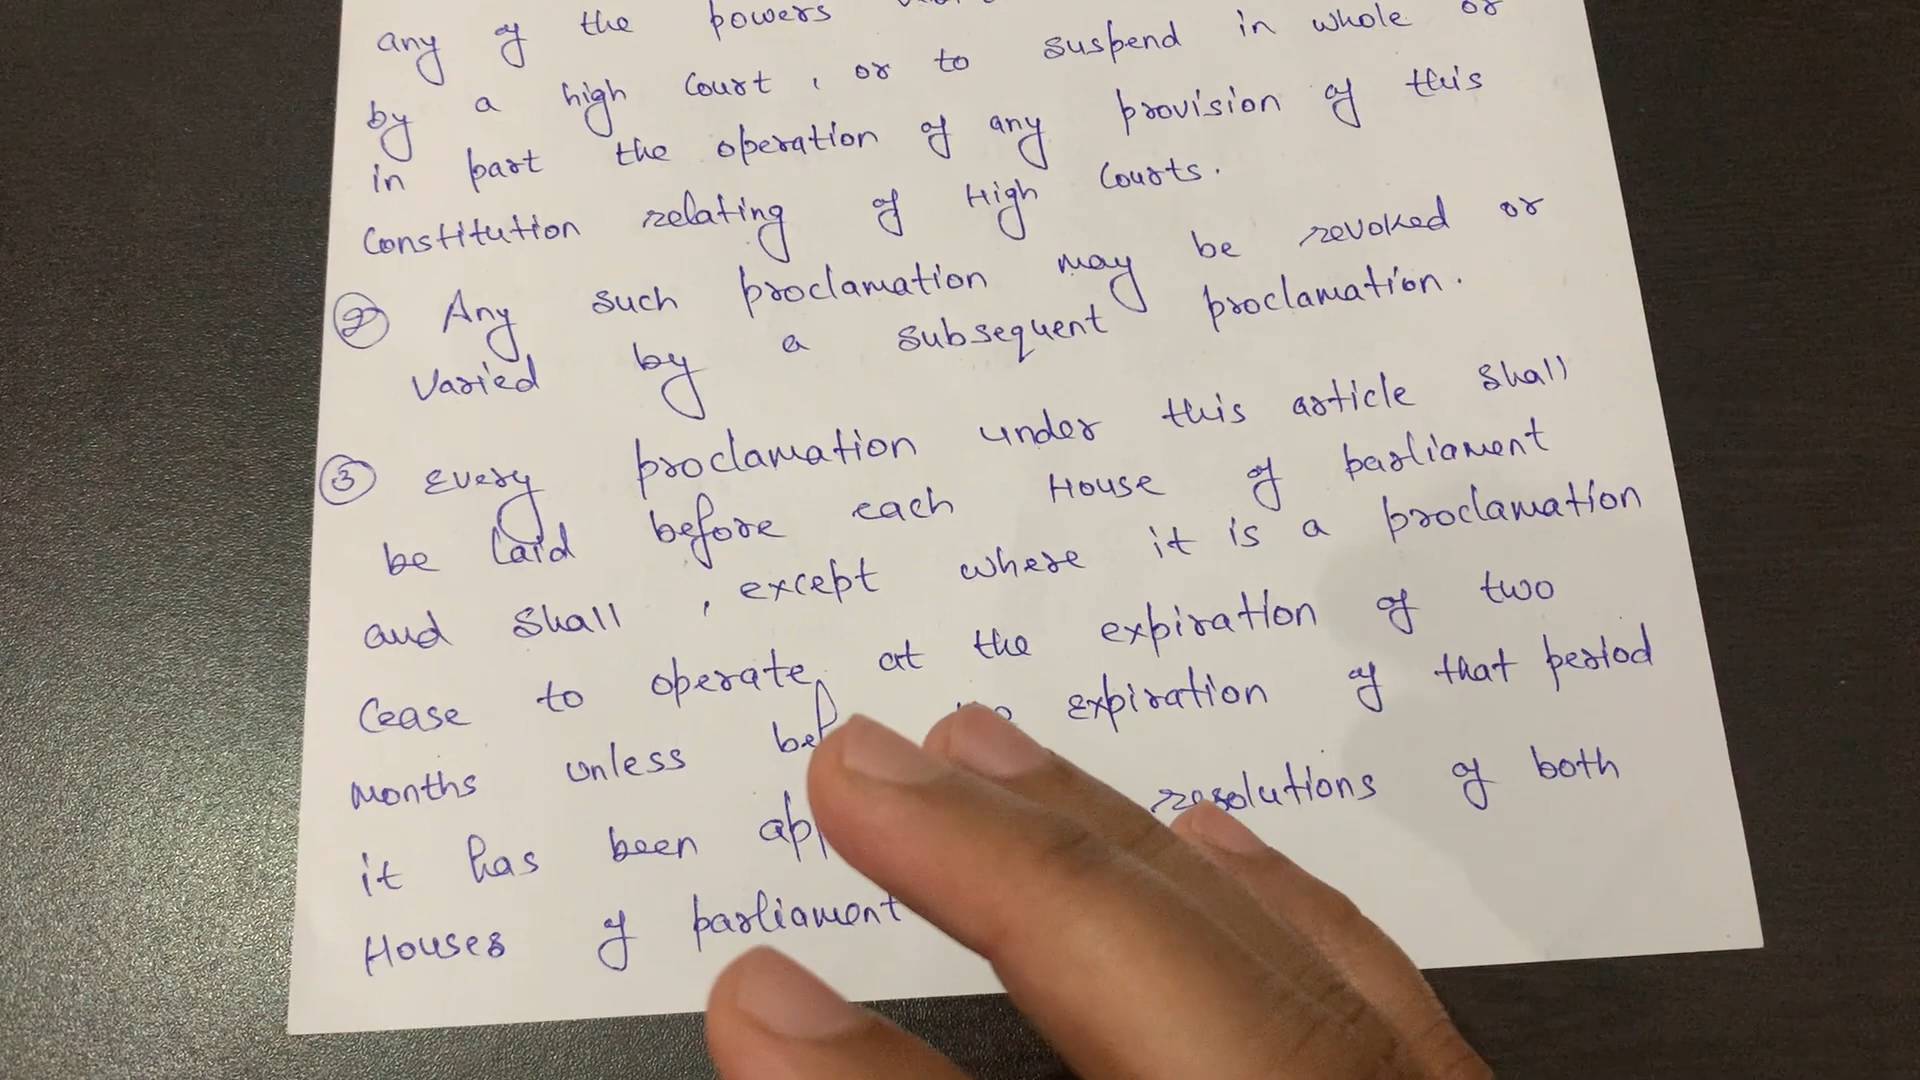 any of the powers
by a high Court, or to suspend in whole or
in part the operation of any provision of this
Constitution relating of High Courts.
② Any such proclamation may be revoked or
varied by a subsequent proclamation.
③ Every proclamation under this article shall
be laid before each House of parliament
and shall, except where it is a proclamation
Cease to operate at the expiration of two
months unless expiration of that period
it has been resolutions of both
Houses of parliament